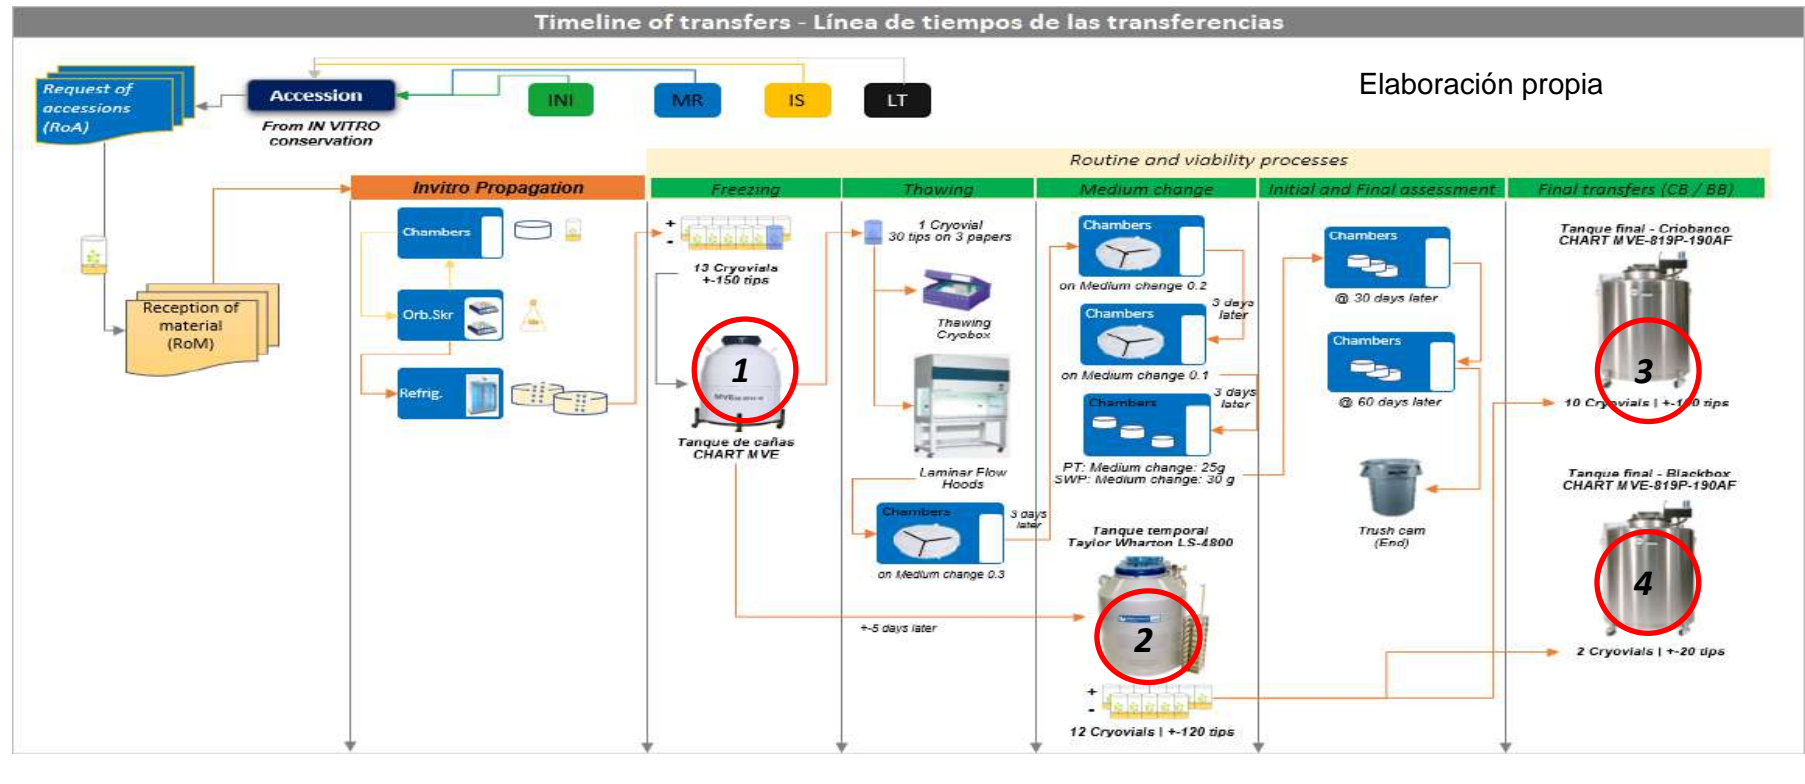 Timeline of transfers - Línea de tiempos de las transferencias
Request of
accessions
(RoA)
Accession
From IN VITRO
conservation
INI
MR
IS
LT
Elaboración propia
Reception of
material
(RoM)
Routine and viability processes
Invitro Propagation
Freezing
Thawing
Medium change
Initial and Final assessment
Final transfers (CB / BB)
Chambers
Orb.Skr
Refrig.
+
-
13 Cryovials
+-150 tips
1
Tanque de cañas
CHART MVE
1 Cryovial
30 tips on 3 papers
Thawing
Cryobox
Laminar Flow
Hoods
Chambers
on Medium change 0.3
3 days
later
+-5 days later
Chambers
on Medium change 0.2
3 days
later
Chambers
on Medium change 0.1
3 days
later
Chambers
PT: Medium change: 25g
SWP: Medium change: 30 g
Tanque temporal
Taylor Wharton LS-4800
2
+
-
12 Cryovials | +-120 tips
Chambers
@ 30 days later
Chambers
@ 60 days later
Trush cam
(End)
Tanque final - Criobanco
CHART MVE-819P-190AF
3
10 Cryovials | +-100 tips
Tanque final - Blackbox
CHART MVE-819P-190AF
4
2 Cryovials | +-20 tips